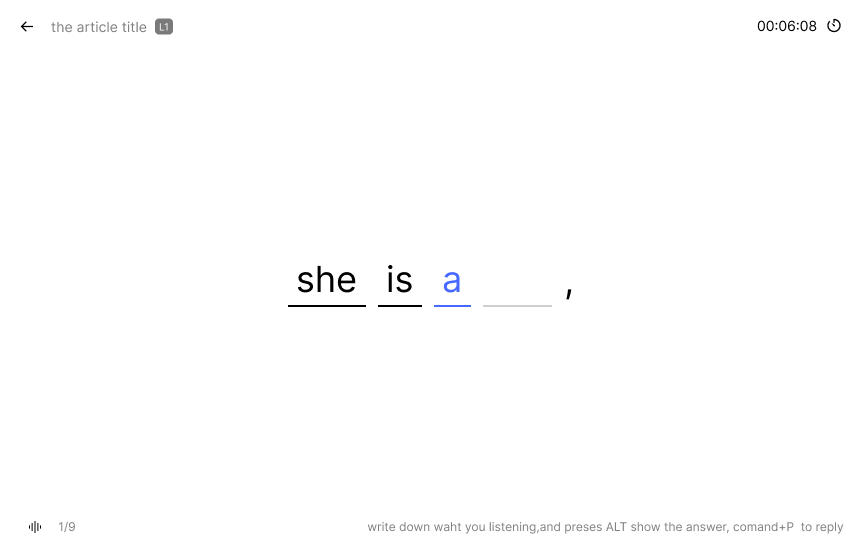 the article title L1
00:06:08
she is a ,
1/9
write down waht you listening,and preses ALT show the answer, comand+P to reply